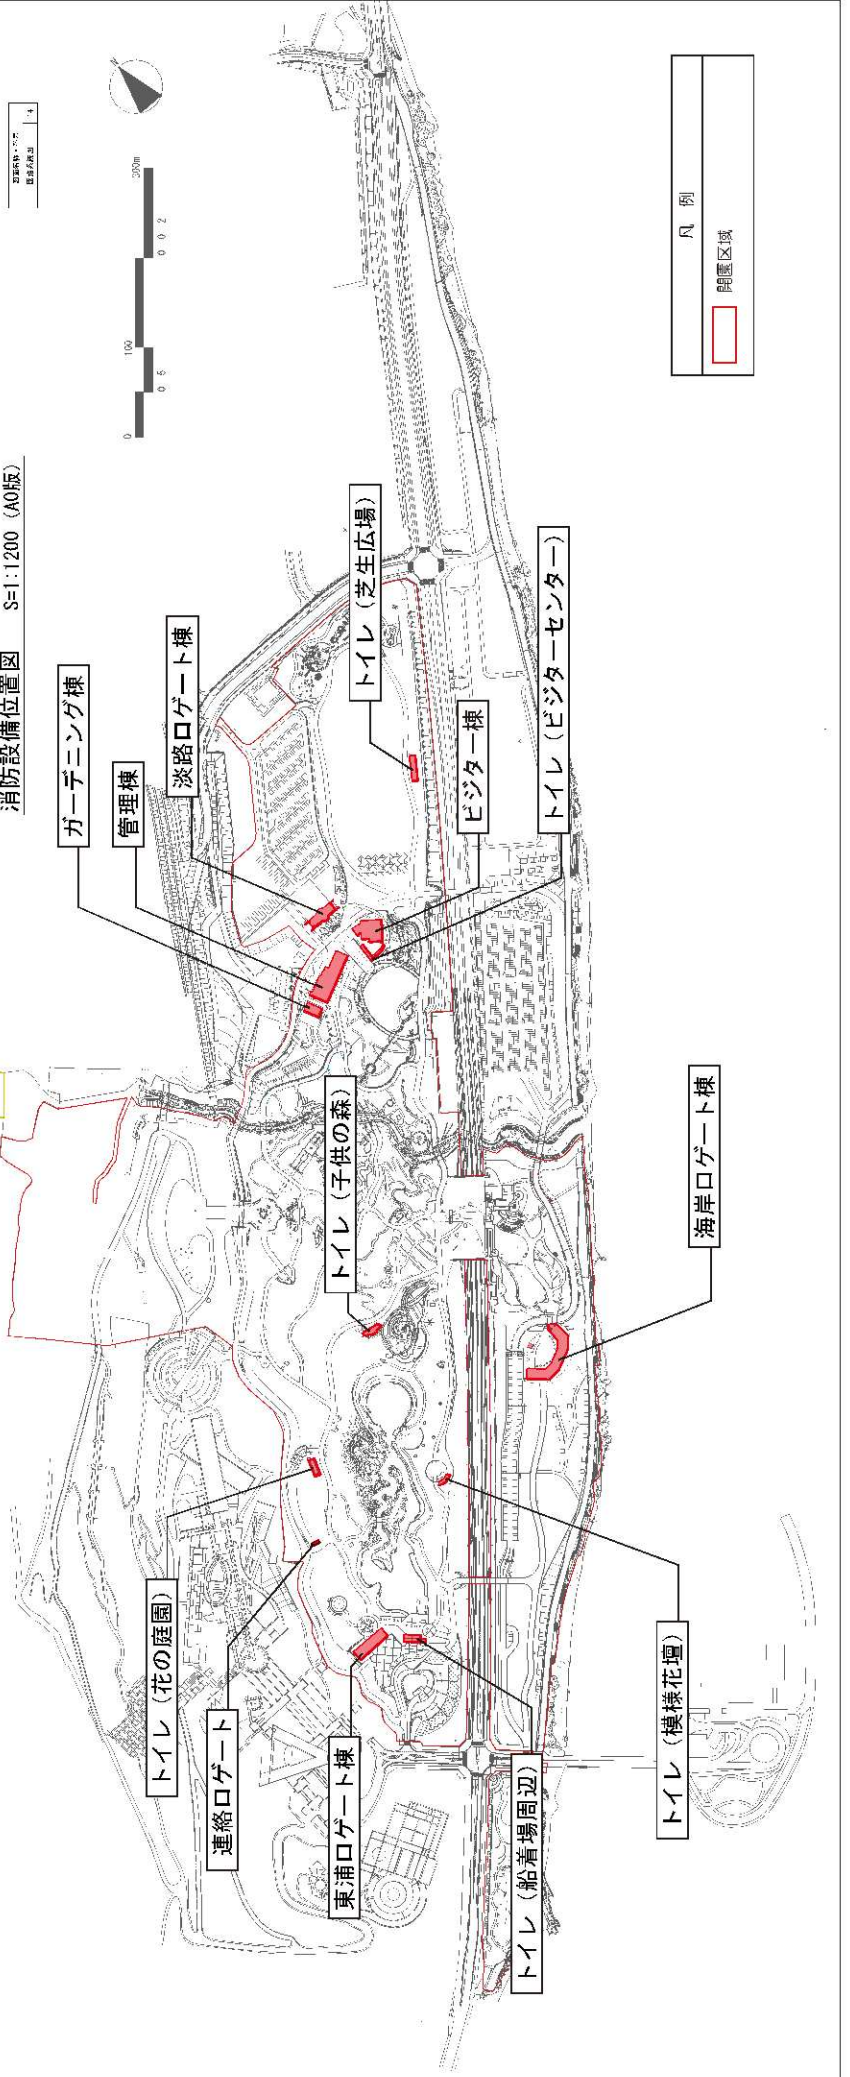 消防設備位置図 S=1:1200 (A0版)
0
50
100
200
300m
ガーデニング棟
管理棟
淡路口ゲート棟
トイレ（芝生広場）
ビジター棟
トイレ（ビジターセンター）
トイレ（子供の森）
海岸口ゲート棟
トイレ（花の庭園）
連絡口ゲート
東浦口ゲート棟
トイレ（船着場周辺）
トイレ（模様花壇）
凡 例
開園区域